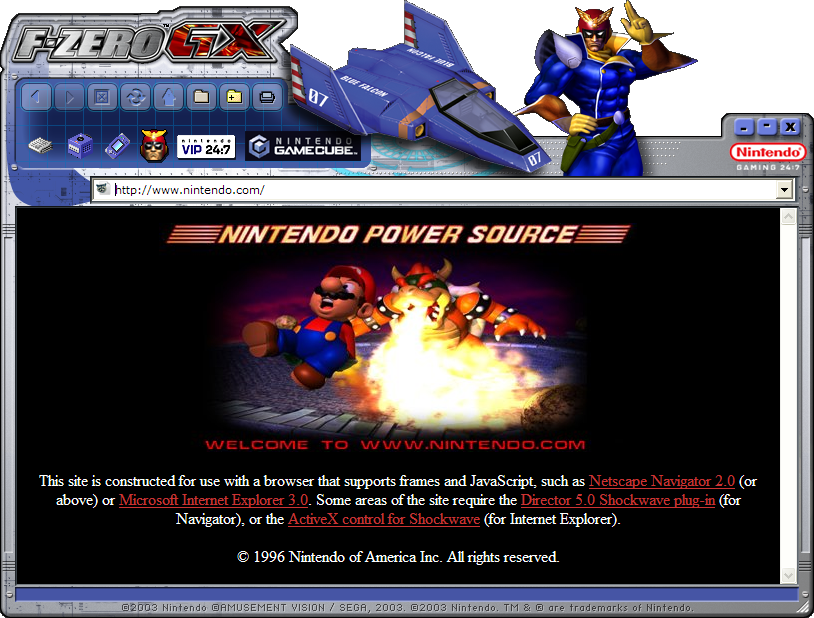 F-ZERO GX™
BLUE FALCON
07
07
nintendo
VIP 24:7
NINTENDO
GAMECUBE™
Nintendo®
GAMING 24:7
http://www.nintendo.com/
NINTENDO POWER SOURCE
WELCOME TO WWW.NINTENDO.COM
This site is constructed for use with a browser that supports frames and JavaScript, such as Netscape Navigator 2.0 (or
above) or Microsoft Internet Explorer 3.0. Some areas of the site require the Director 5.0 Shockwave plug-in (for
Navigator), or the ActiveX control for Shockwave (for Internet Explorer).
© 1996 Nintendo of America Inc. All rights reserved.
©2003 Nintendo ©AMUSEMENT VISION / SEGA, 2003. ©2003 Nintendo. TM & ® are trademarks of Nintendo.